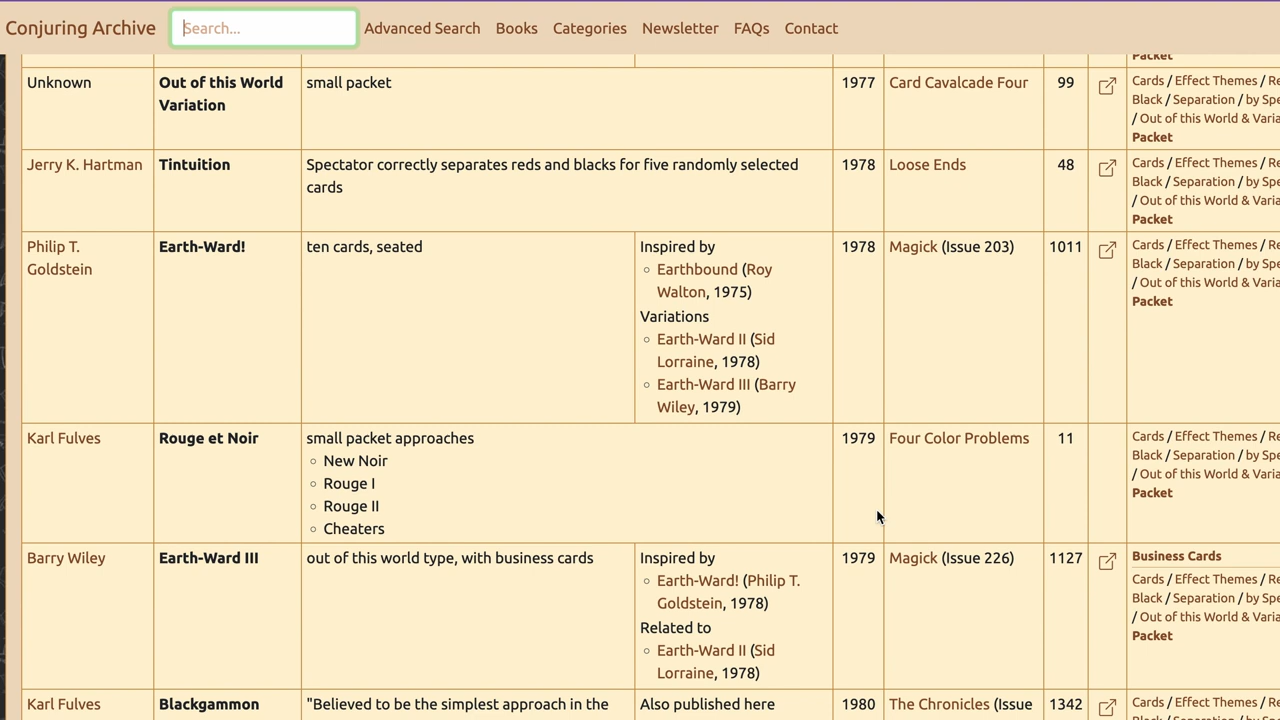 Conjuring Archive Search... Advanced Search Books Categories Newsletter FAQs Contact
Packet
Unknown
Out of this World
Variation
small packet
1977
Card Cavalcade Four
99
Cards / Effect Themes / Re
Black / Separation / by Spe
/ Out of this World & Varia
Packet
Jerry K. Hartman
Tintuition
Spectator correctly separates reds and blacks for five randomly selected
cards
1978
Loose Ends
48
Cards / Effect Themes / Re
Black / Separation / by Spe
/ Out of this World & Varia
Packet
Philip T.
Goldstein
Earth-Ward!
ten cards, seated
Inspired by
Earthbound (Roy
Walton, 1975)
Variations
Earth-Ward II (Sid
Lorraine, 1978)
Earth-Ward III (Barry
Wiley, 1979)
1978
Magick (Issue 203)
1011
Cards / Effect Themes / Re
Black / Separation / by Spe
/ Out of this World & Varia
Packet
Karl Fulves
Rouge et Noir
small packet approaches
New Noir
Rouge I
Rouge II
Cheaters
1979
Four Color Problems
11
Cards / Effect Themes / Re
Black / Separation / by Spe
/ Out of this World & Varia
Packet
Barry Wiley
Earth-Ward III
out of this world type, with business cards
Inspired by
Earth-Ward! (Philip T.
Goldstein, 1978)
Related to
Earth-Ward II (Sid
Lorraine, 1978)
1979
Magick (Issue 226)
1127
Business Cards
Cards / Effect Themes / Re
Black / Separation / by Spe
/ Out of this World & Varia
Packet
Karl Fulves
Blackgammon
"Believed to be the simplest approach in the
Also published here
1980
The Chronicles (Issue
1342
Cards / Effect Themes / Re